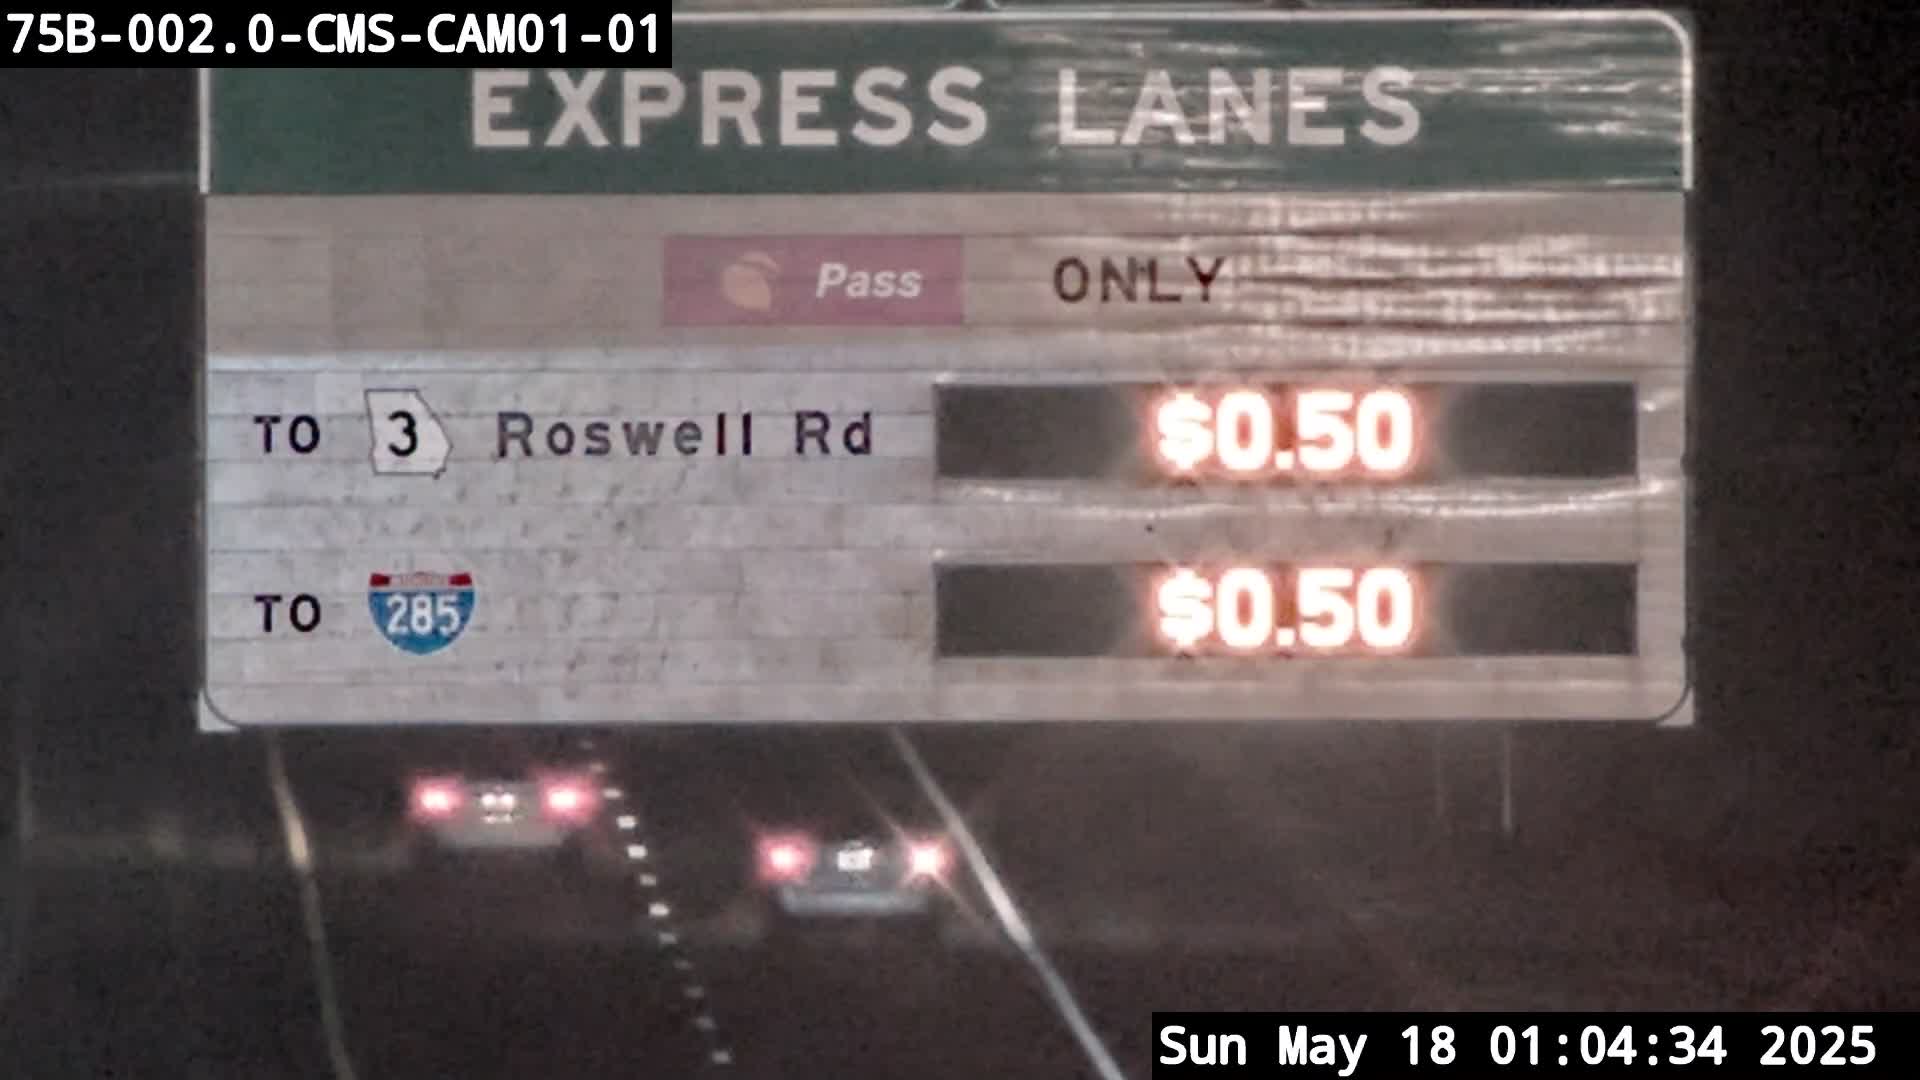 75B-002.0-CMS-CAM01-01
EXPRESS LANES
Pass ONLY
TO 3 Roswell Rd $0.50
TO 285 $0.50
Sun May 18 01:04:34 2025